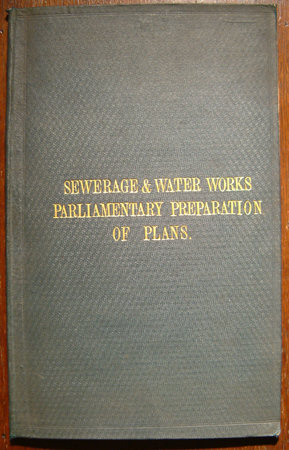 SEWERAGE & WATER WORKS
PARLIAMENTARY PREPARATION
OF PLANS.